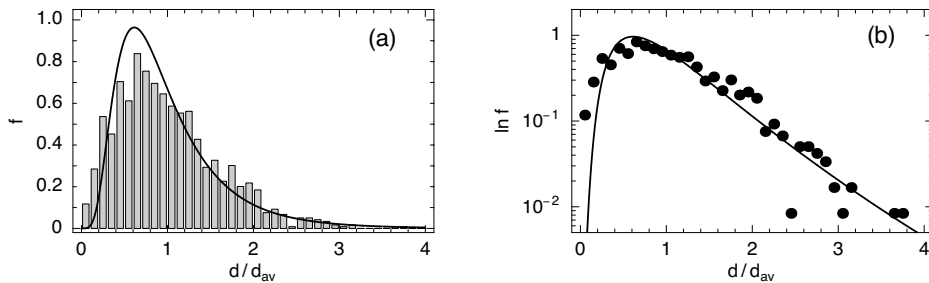 (a)
f
1.0
0.8
0.6
0.4
0.2
0
0 1 2 3 4
d / d_av
(b)
ln f
1
10⁻¹
10⁻²
0 1 2 3 4
d / d_av